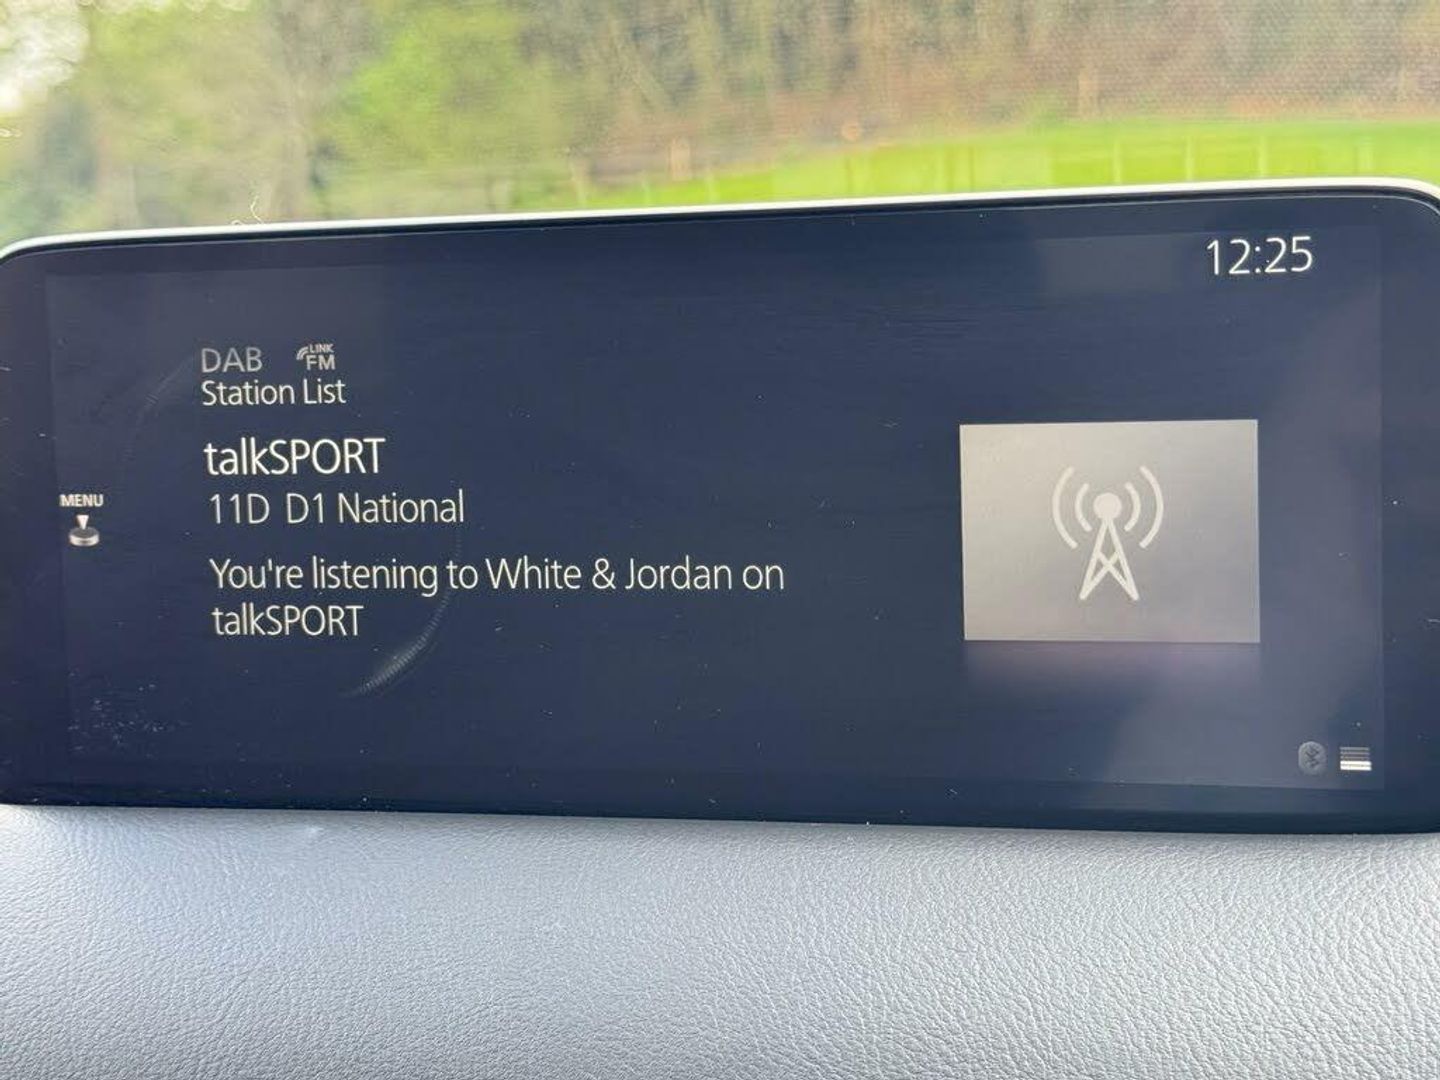 12:25
DAB LINK FM
Station List
talkSPORT
11D D1 National
MENU
You're listening to White & Jordan on
talkSPORT